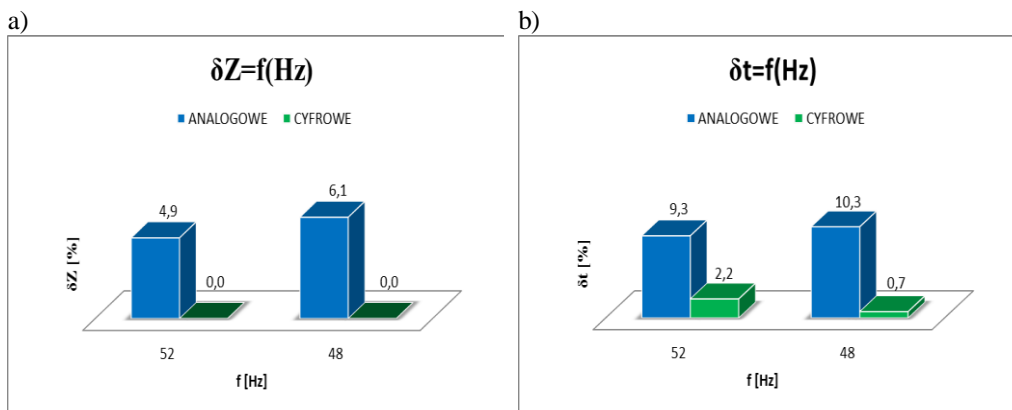 a)
δZ=f(Hz)
ANALOGOWE CYFROWE
δZ [%]
4,9
0,0
6,1
0,0
52
48
f [Hz]
b)
δt=f(Hz)
ANALOGOWE CYFROWE
δt [%]
9,3
2,2
10,3
0,7
52
48
f [Hz]